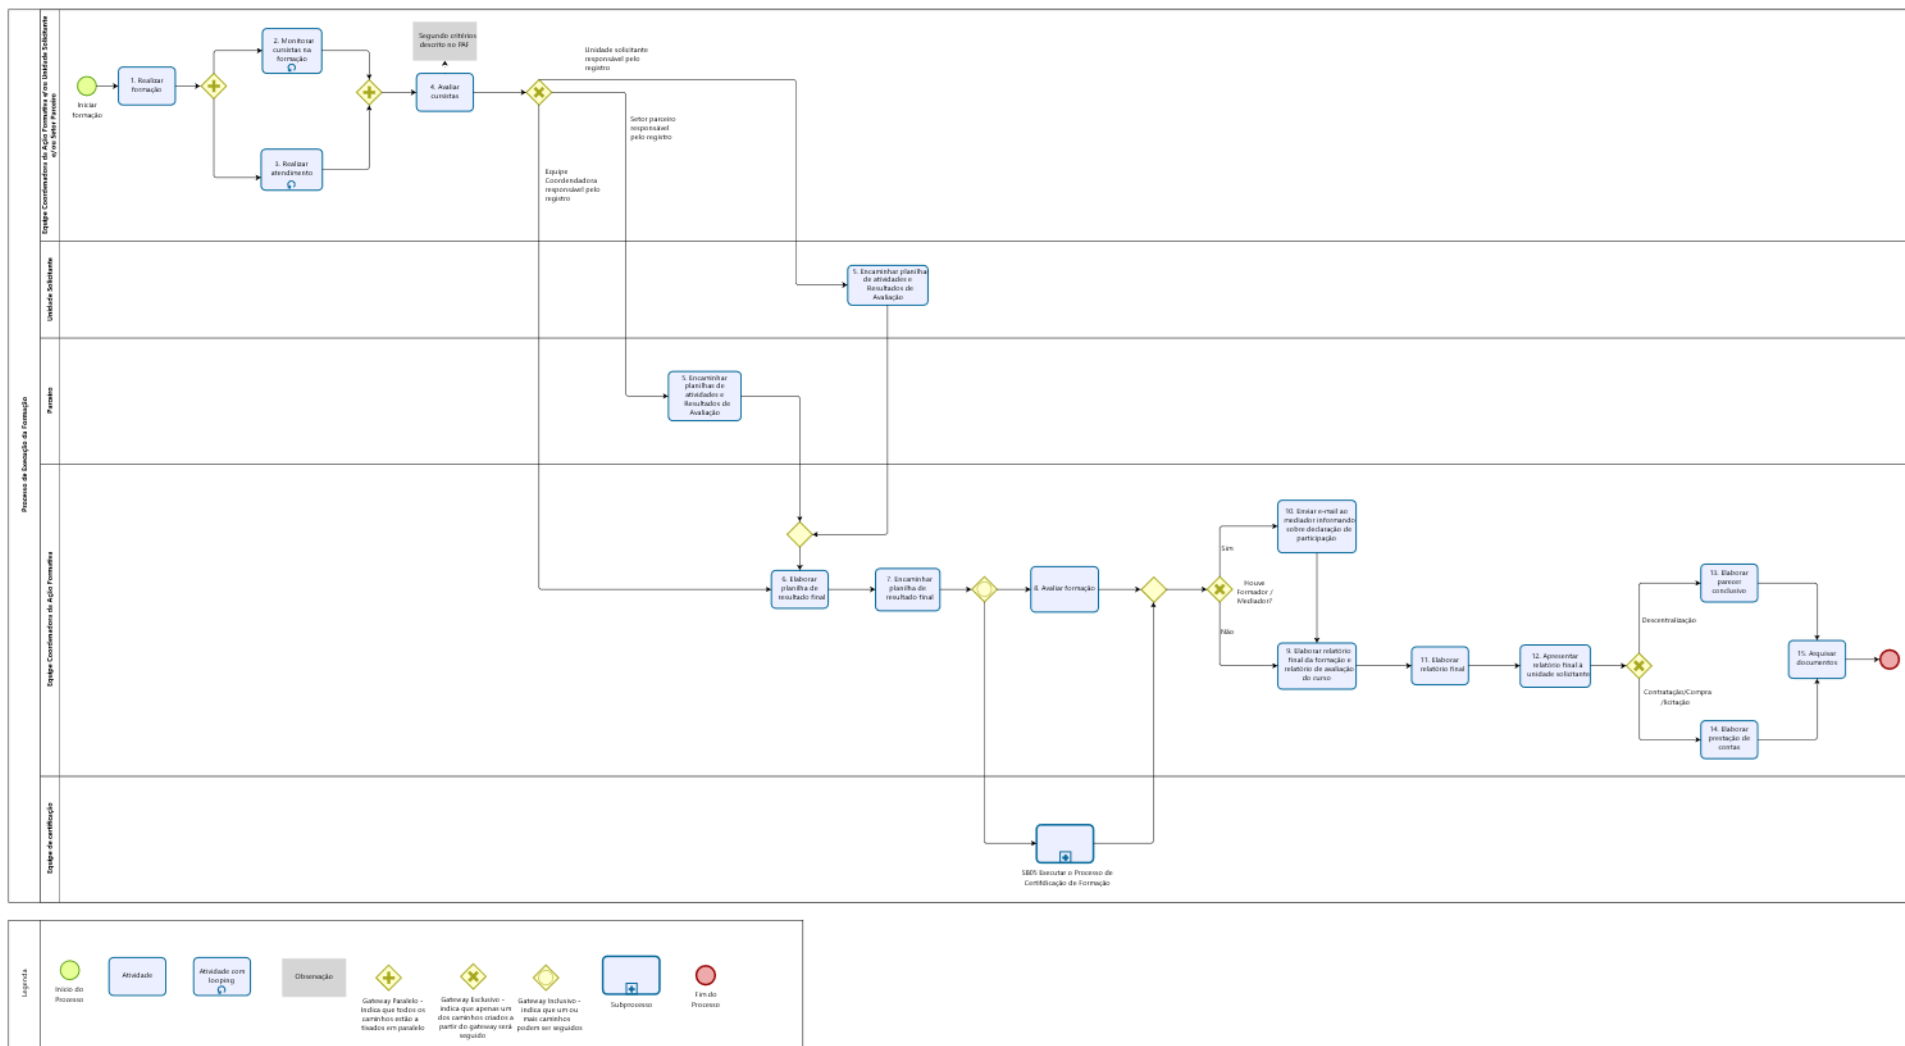 Processo de Execução da Formação
Equipe Coordenadora da Ação Formativa e/ou Unidade Solicitante
e/ou Setor Parceiro
Iniciar
formação
1. Realizar
formação
2. Monitorar
cursistas na
formação
3. Realizar
atendimento
Segundo critérios
descrito no PAF
4. Avaliar
cursistas
Unidade solicitante
responsável pelo
registro
Setor parceiro
responsável
pelo registro
Equipe
Coordendadora
responsável pelo
registro
Unidade Solicitante
5. Encaminhar planilha
de atividades e
Resultados de
Avaliação
Parceiro
5. Encaminhar
planilhas de
atividades e
Resultados de
Avaliação
Equipe Coordenadora da Ação Formativa
6. Elaborar
planilha de
resultado final
7. Encaminhar
planilha de
resultado final
8. Avaliar formação
Houve
Formador /
Mediador?
Sim
Não
10. Enviar e-mail ao
mediador informando
sobre declaração de
participação
9. Elaborar relatório
final da formação e
relatório de avaliação
do curso
11. Elaborar
relatório final
12. Apresentar
relatório final à
unidade solicitante
Descentralização
Contratação/Compra
/licitação
13. Elaborar
parecer
conclusivo
14. Elaborar
prestação de
contas
15. Arquivar
documentos
Equipe de certificação
Executar o Processo de
Certifdicação de Formação
Legenda
Início do
Processo
Atividade
Atividade com
looping
Observação
Gateway Paralelo -
Indica que todos os
caminhos estão a
tivados em paralelo
Gateway Exclusivo -
indica que apenas um
dos caminhos criados a
partir do gateway será
seguido
Gateway Inclusivo -
indica que um ou
mais caminhos
podem ser seguidos
Subprocesso
Fim do
Processo